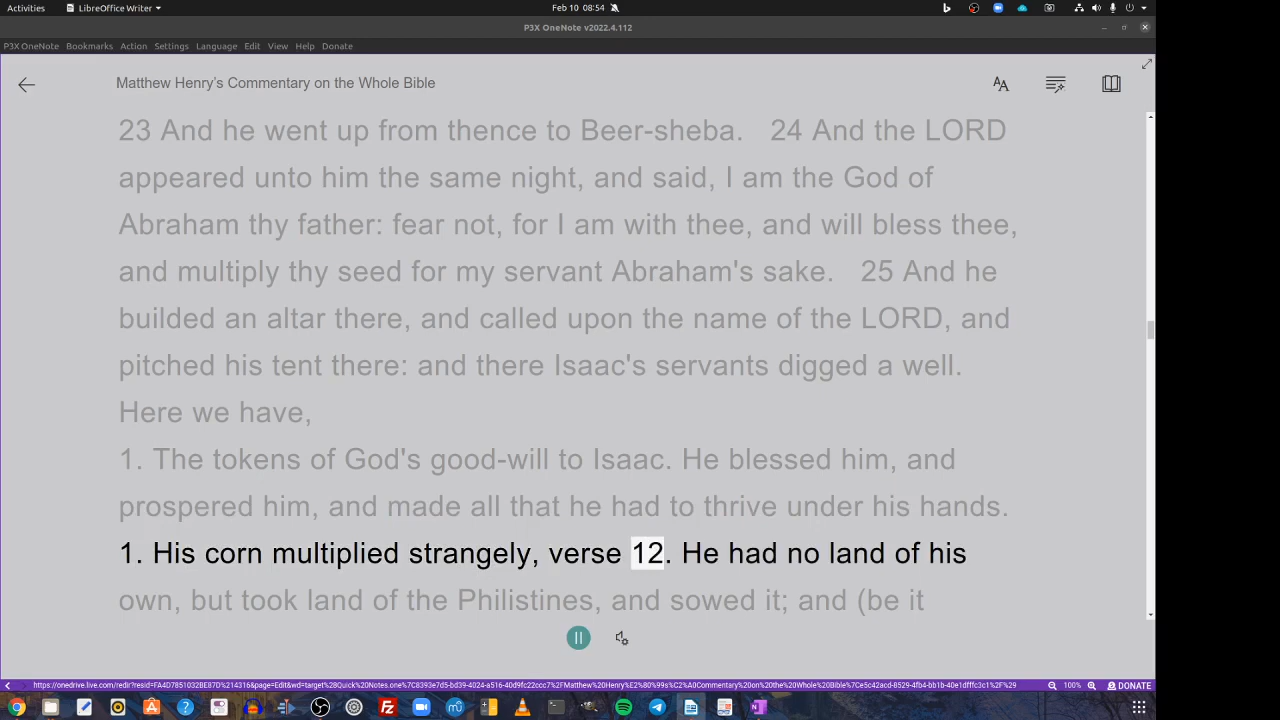 Activities LibreOffice Writer Feb 10 08:54
P3X OneNote v2022.4.112
P3X OneNote Bookmarks Action Settings Language Edit View Help Donate
Matthew Henry's Commentary on the Whole Bible
23 And he went up from thence to Beer-sheba. 24 And the LORD
appeared unto him the same night, and said, I am the God of
Abraham thy father: fear not, for I am with thee, and will bless thee,
and multiply thy seed for my servant Abraham's sake. 25 And he
builded an altar there, and called upon the name of the LORD, and
pitched his tent there: and there Isaac's servants digged a well.
Here we have,
1. The tokens of God's good-will to Isaac. He blessed him, and
prospered him, and made all that he had to thrive under his hands.
1. His corn multiplied strangely, verse 12. He had no land of his
own, but took land of the Philistines, and sowed it; and (be it
100% DONATE